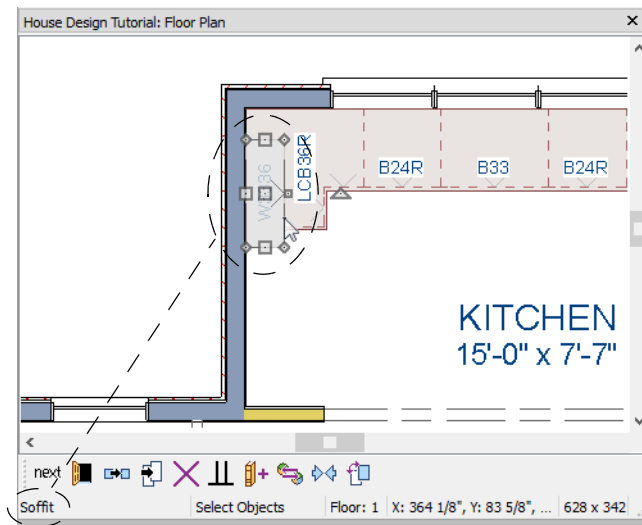 House Design Tutorial: Floor Plan
LCB36R
B24R
B33
B24R
KITCHEN
15'-0" x 7'-7"
next
Soffit
Select Objects
Floor: 1
X: 364 1/8", Y: 83 5/8", ...
628 x 342